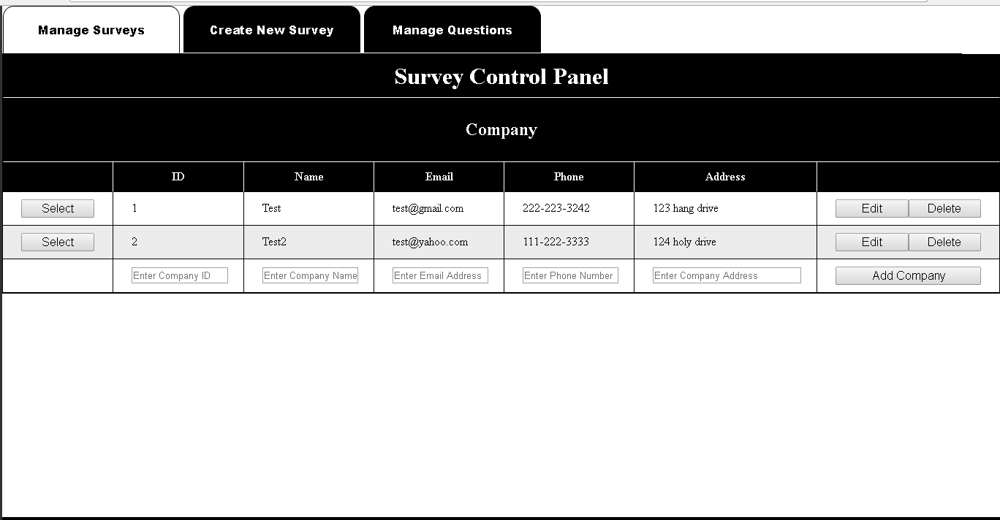 Manage Surveys Create New Survey Manage Questions
Survey Control Panel
Company
ID Name Email Phone Address
Select 1 Test test@gmail.com 222-223-3242 123 hang drive Edit Delete
Select 2 Test2 test@yahoo.com 111-222-3333 124 holy drive Edit Delete
Enter Company ID Enter Company Name Enter Email Address Enter Phone Number Enter Company Address Add Company